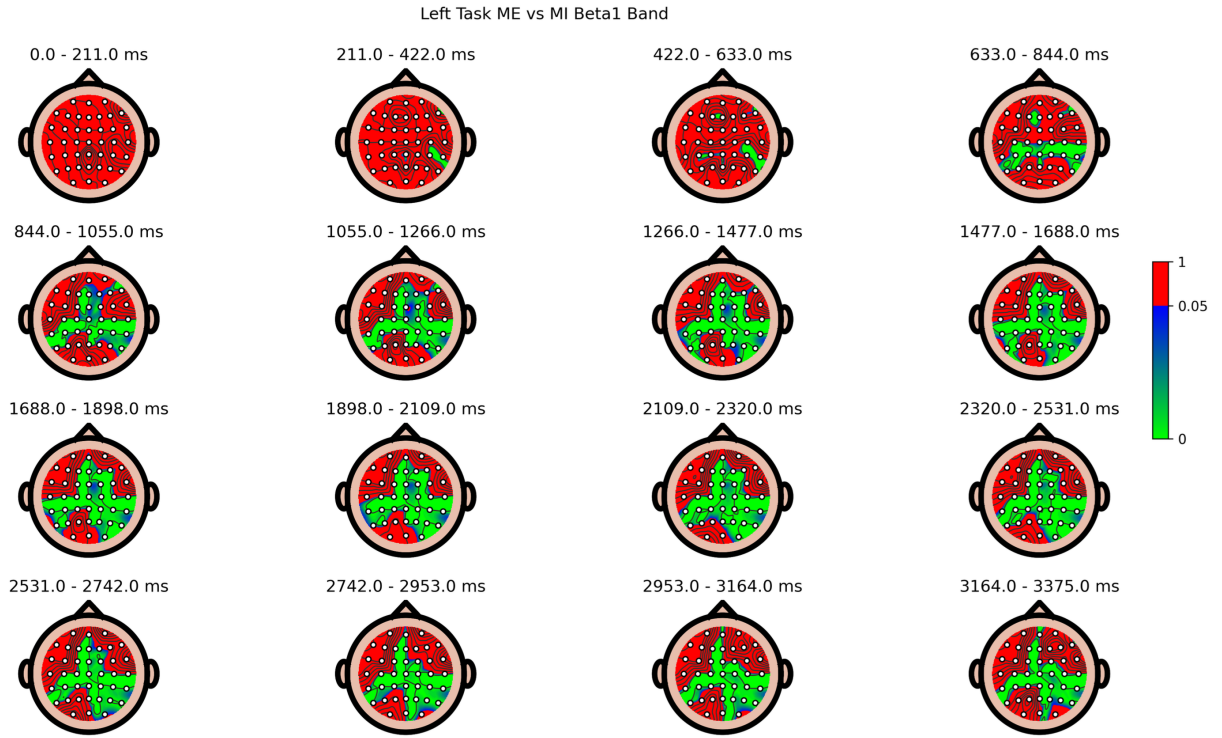 Left Task ME vs MI Beta1 Band
0.0 - 211.0 ms
211.0 - 422.0 ms
422.0 - 633.0 ms
633.0 - 844.0 ms
844.0 - 1055.0 ms
1055.0 - 1266.0 ms
1266.0 - 1477.0 ms
1477.0 - 1688.0 ms
1
0.05
0
1688.0 - 1898.0 ms
1898.0 - 2109.0 ms
2109.0 - 2320.0 ms
2320.0 - 2531.0 ms
2531.0 - 2742.0 ms
2742.0 - 2953.0 ms
2953.0 - 3164.0 ms
3164.0 - 3375.0 ms